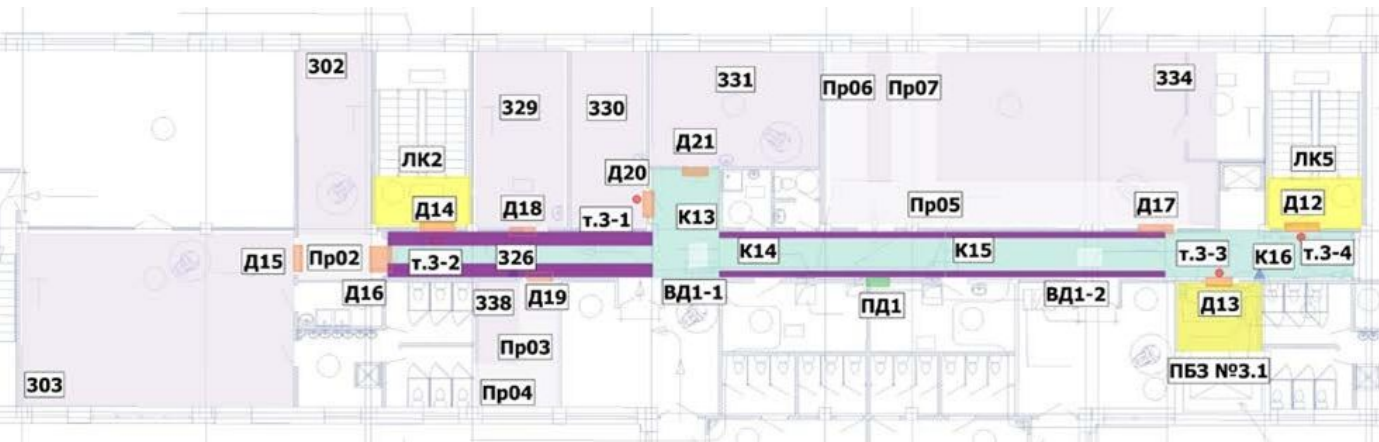 302
331
334
Пр06
Пр07
329
330
ЛК2
ЛК5
Д21
Д20
Д14
Д18
т.3-1
К13
Пр05
Д17
Д12
Д15
Пр02
т.3-2
326
К14
К15
т.3-3
К16
т.3-4
Д16
338
Д19
ВД1-1
ПД1
ВД1-2
Д13
Пр03
ПБЗ №3.1
303
Пр04